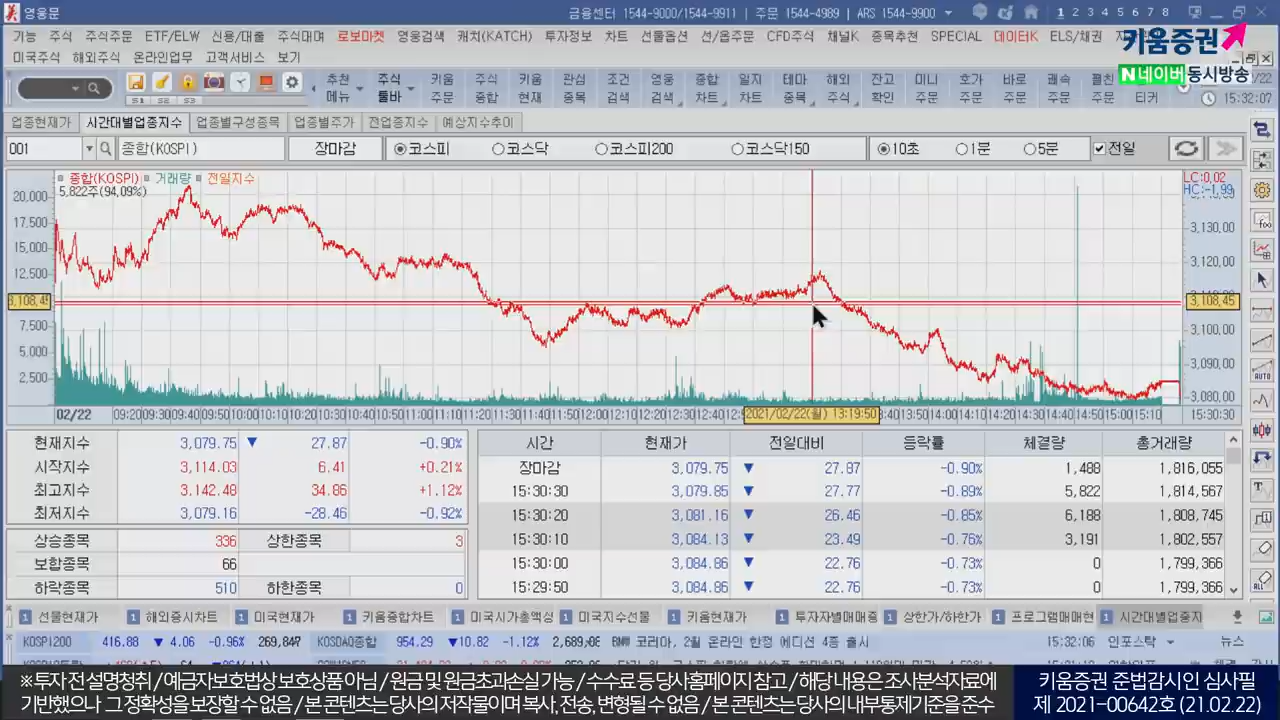 영웅문 금융센터 1544-9000/1544-9911 | 주문 1544-4989 | ARS 1544-9900 1 2 3 4 5 6 7 8
기능 주식 주식주문 ETF/ELW 신용/대출 주식매매 로보마켓 영웅검색 캐치(KATCH) 투자정보 차트 선물옵션 선/옵주문 CFD주식 채널K 종목추천 SPECIAL 데이터K ELS/채권
키움증권
미국주식 해외주식 온라인업무 고객서비스 보기
N네이버동시방송
추천 주식 키움 주식 키움 관심 조건 영웅 종합 일지 테마 해외 잔고 미니 호가 바로 쾌속
메뉴 툴바 주문 종합 현재 종목 검색 검색 차트 차트 종목 주식 확인 주문 주문 주문 주문 티커
S1 S2 S3 15:32:07
업종현재가 시간대별업종지수 업종별구성종목 업종별주가 전업종지수 예상지수추이
001 종합(KOSPI) 장마감 코스피 코스닥 코스피200 코스닥150 10초 1분 5분 전일
종합(KOSPI) 거래량 전일지수 LC:0,02
5,822주(94,09%) HC:-1,99
20,000
17,500 3,130,00
15,000
12,500 3,120,00
3,108,45 3,108,45
7,500 3,100,00
5,000 3,090,00
2,500 3,080,00
02/22 09:20 09:30 09:40 09:50 10:00 10:10 10:20 10:30 10:40 10:50 11:00 11:10 11:20 11:30 11:40 11:50 12:00 12:10 12:20 12:30 12:40 2021/02/22(월) 13:19:50 13:50 14:00 14:10 14:20 14:30 14:40 14:50 15:00 15:10 15:30:30
현재지수 3,079.75 ▼ 27.87 -0.90%
시작지수 3,114.03 6.41 +0.21%
최고지수 3,142.48 34.86 +1.12%
최저지수 3,079.16 -28.46 -0.92%
상승종목 336 상한종목 3
보합종목 66
하락종목 510 하한종목 0
시간 현재가 전일대비 등락률 체결량 총거래량
장마감 3,079.75 ▼ 27.87 -0.90% 1,488 1,816,055
15:30:30 3,079.85 ▼ 27.77 -0.89% 5,822 1,814,567
15:30:20 3,081.16 ▼ 26.46 -0.85% 6,188 1,808,745
15:30:10 3,084.13 ▼ 23.49 -0.76% 3,191 1,802,557
15:30:00 3,084.86 ▼ 22.76 -0.73% 0 1,799,366
15:29:50 3,084.86 ▼ 22.76 -0.73% 0 1,799,366
1 선물현재가 1 해외증시차트 1 미국현재가 1 키움종합차트 1 미국시가총액상 1 미국지수선물 1 키움현재가 1 투자자별매매종 1 상한가/하한가 1 프로그램매매현 1 시간대별업종지
KOSPI200 416.88 ▼ 4.06 -0.96% 269,847 KOSDAQ종합 954.29 ▼10.82 -1.12% 2,689,06 BMW 코리아, 2월 온라인 한정 에디션 4종 출시 15:32:06 인포스탁 뉴스
※ 투자 전 설명청취 / 예금자보호법상 보호상품 아님 / 원금 및 원금초과손실 가능 / 수수료 등 당사홈페이지 참고 / 해당 내용은 조사분석자료에
기반했으나 그 정확성을 보장할 수 없음 / 본 콘텐츠는 당사의 저작물이며 복사, 전송, 변형될 수 없음 / 본 콘텐츠는 당사의 내부통제기준을 준수
키움증권 준법감시인 심사필
제 2021-00642호 (21.02.22)